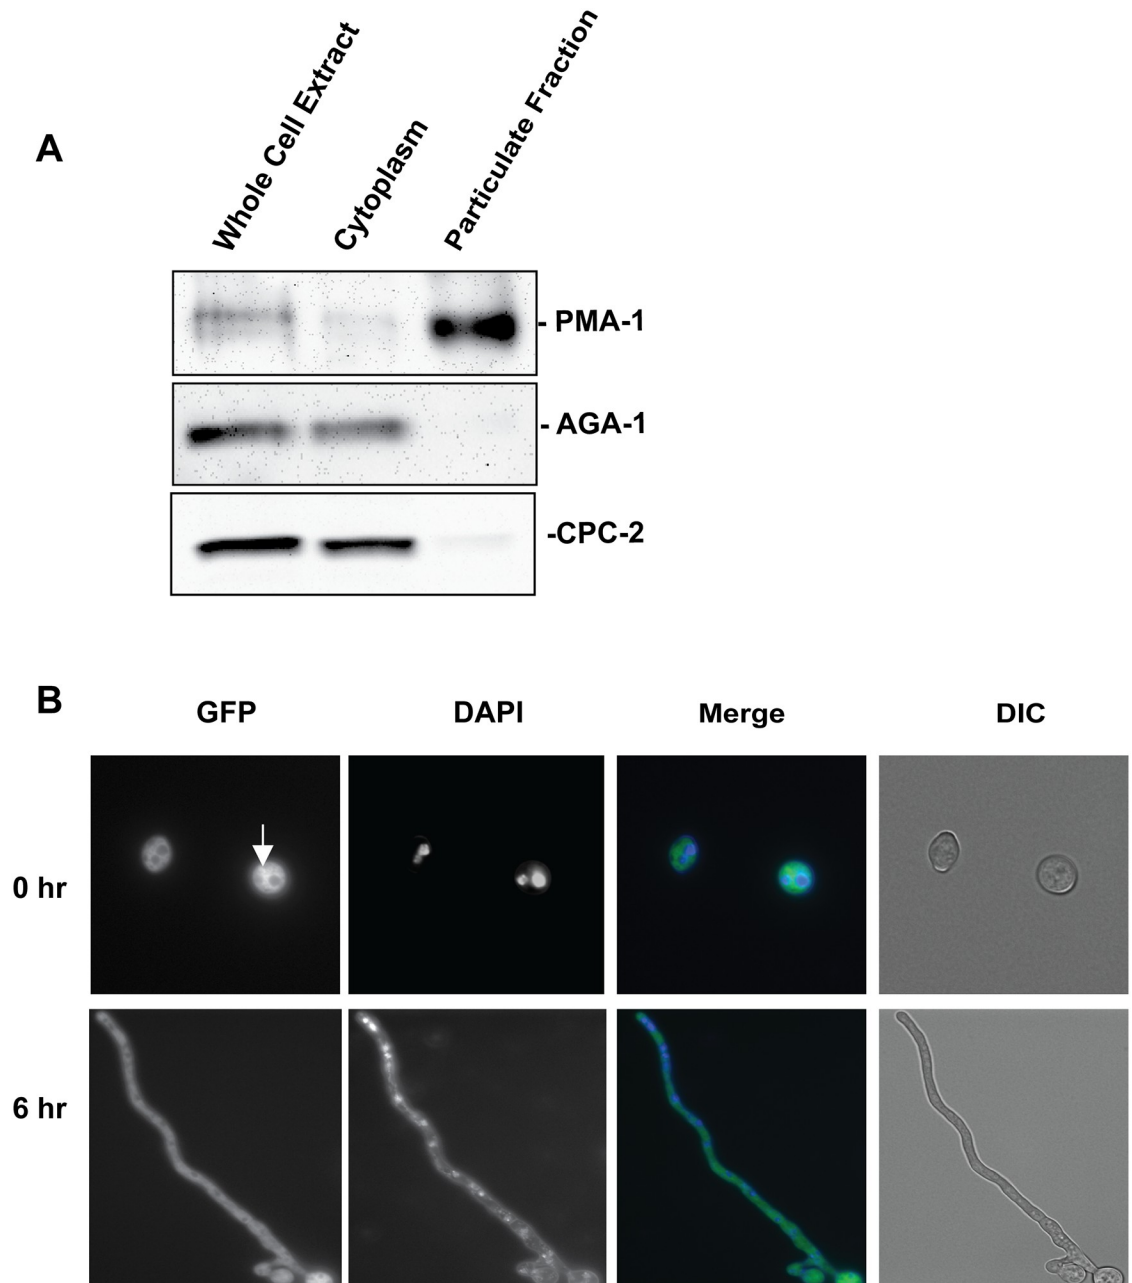 A
Whole Cell Extract
Cytoplasm
Particulate Fraction
- PMA-1
- AGA-1
-CPC-2
B
GFP DAPI Merge DIC
0 hr
6 hr